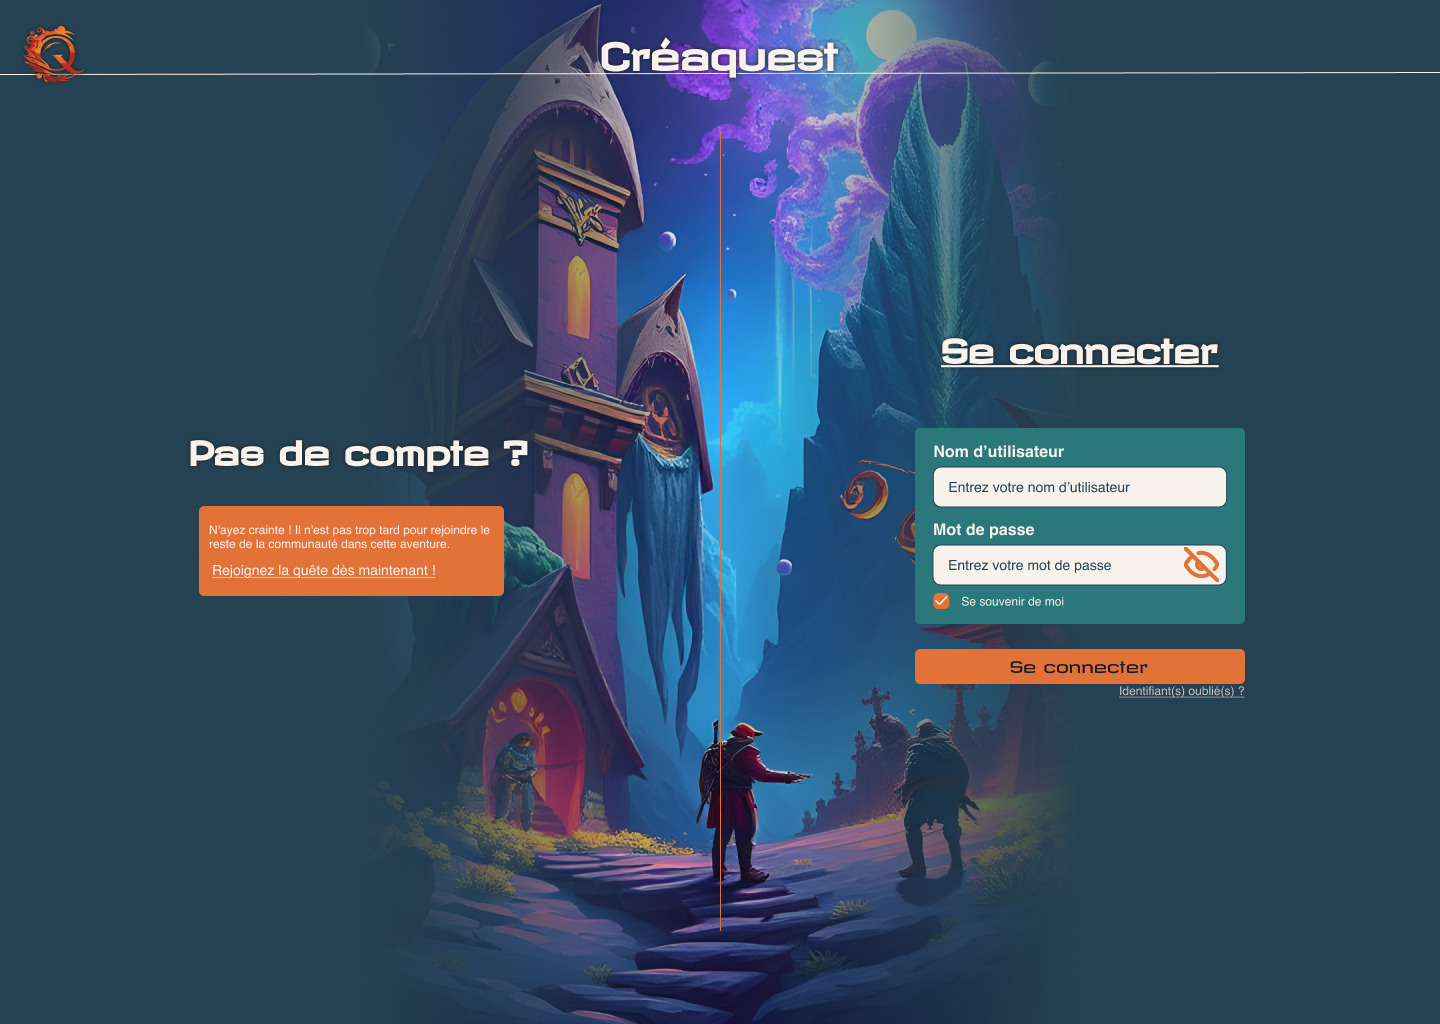 Q
Créaquest
Pas de compte ?
N'ayez crainte ! Il n'est pas trop tard pour rejoindre le
reste de la communauté dans cette aventure.
Rejoignez la quête dès maintenant !
Se connecter
Nom d’utilisateur
Entrez votre nom d’utilisateur
Mot de passe
Entrez votre mot de passe
Se souvenir de moi
Se connecter
Identifiant(s) oublié(s) ?